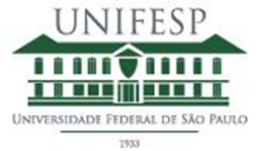 UNIFESP
UNIVERSIDADE FEDERAL DE SÃO PAULO
1933